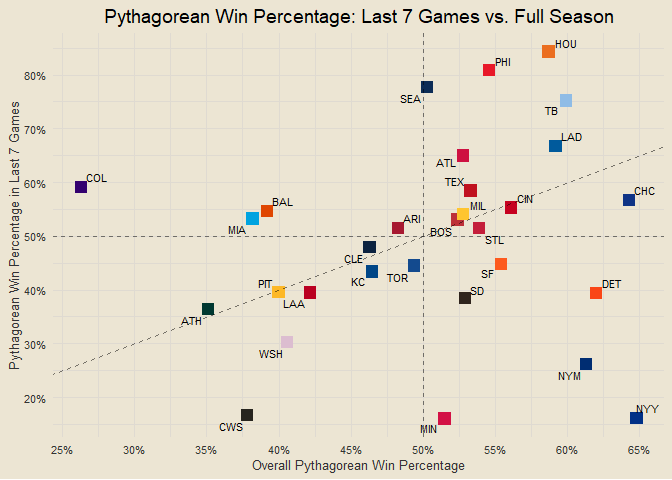 Pythagorean Win Percentage: Last 7 Games vs. Full Season
Pythagorean Win Percentage in Last 7 Games
80%
70%
60%
50%
40%
30%
20%
HOU
PHI
SEA
TB
LAD
ATL
COL
TEX
CHC
BAL
MIL
CIN
MIA
ARI
BOS
STL
CLE
KC
TOR
SF
PIT
LAA
SD
DET
ATH
WSH
NYM
CWS
MIN
NYY
25%
35%
35%
40%
45%
50%
55%
60%
65%
Overall Pythagorean Win Percentage